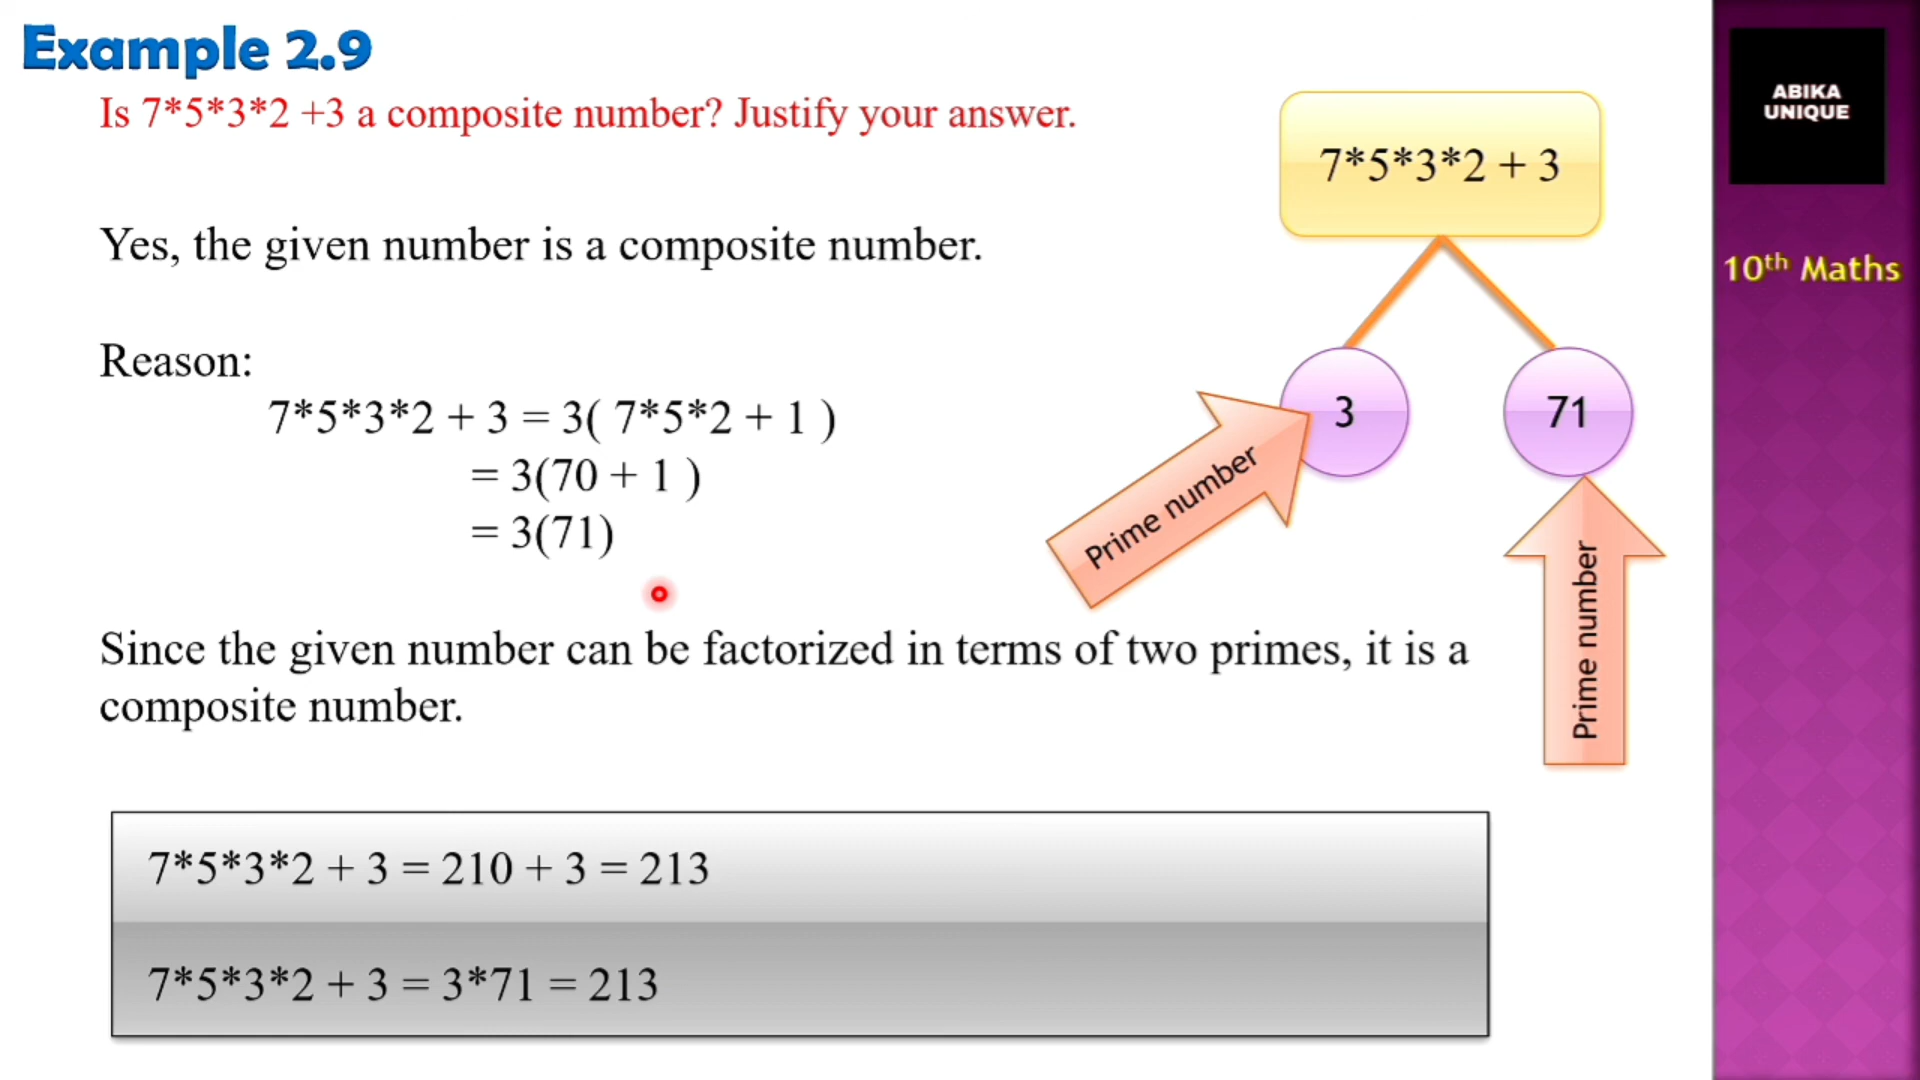 Example 2.9
Is 7*5*3*2 +3 a composite number? Justify your answer.
Yes, the given number is a composite number.
Reason:
7*5*3*2 + 3 = 3( 7*5*2 + 1 )
= 3(70 + 1 )
= 3(71)
Since the given number can be factorized in terms of two primes, it is a
composite number.
7*5*3*2 + 3 = 210 + 3 = 213
7*5*3*2 + 3 = 3*71 = 213
7*5*3*2 + 3
3
71
Prime number
Prime number
ABIKA
UNIQUE
10th Maths